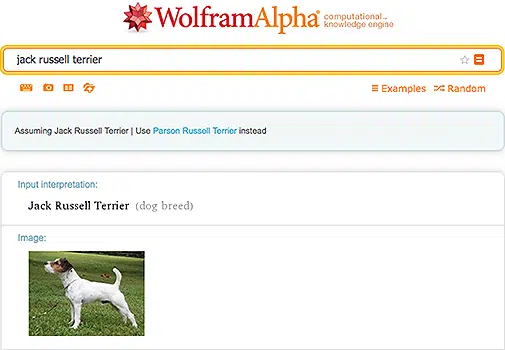 WolframAlpha computational... knowledge engine
jack russell terrier
Examples Random
Assuming Jack Russell Terrier | Use Parson Russell Terrier instead
Input interpretation:
Jack Russell Terrier (dog breed)
Image: